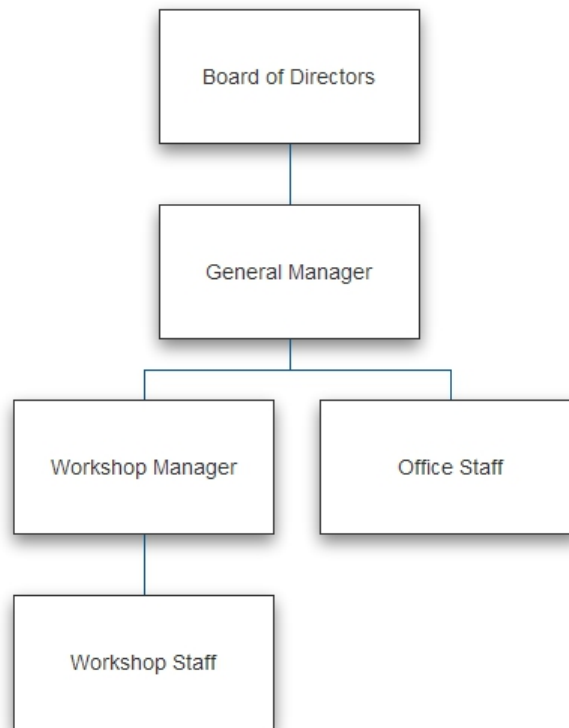 Board of Directors
General Manager
Workshop Manager
Office Staff
Workshop Staff